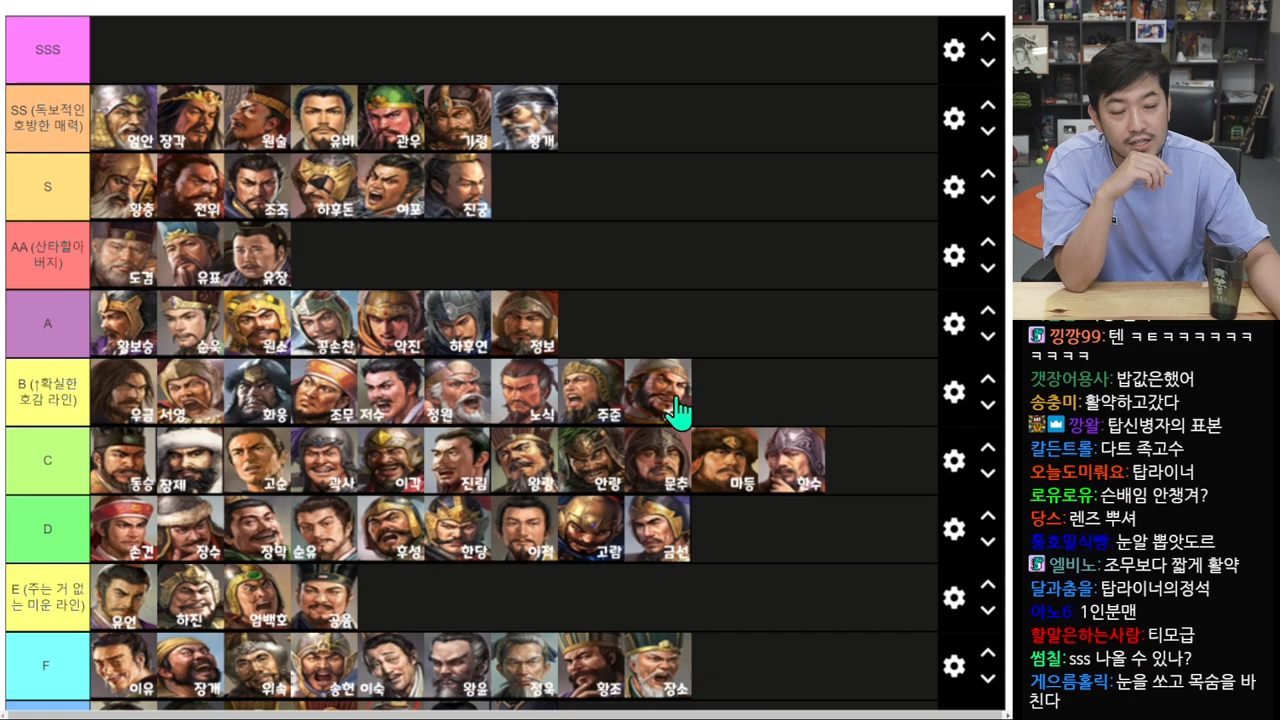 SSS
SS (독보적인
호방한 매력)
엄안 장각 원술 유비 관우 기령 황개
S
황충 전위 조조 하후돈 여포 진궁
AA (산타할아
버지)
도겸 유표 유장
A
왕보승 순욱 원소 공손찬 악진 하후연 정보
B (↑확실한
호감 라인)
우금 서영 화웅 조무 저수 정원 노식 주준
C
동승 장제 고순 곽사 이각 진림 왕랑 안량 문추 마등 한수
D
손견 장수 장막 순유 후성 한당 이적 고람 금선
E (주는 거 없
는 미운 라인)
유언 하진 엄백호 공융
F
이유 장개 위속 송헌 이숙 왕윤 정욱 조조 장소
낑깡99: 텐 ㅋㅌㅋㅋㅋㅋㅋㅋ
ㅋㅋㅋㅋ
갯장어용사: 밥값은했어
송충미: 활약하고갔다
깡왈: 탑신병자의 표본
칼든트롤: 다트 족고수
오늘도미뤄요: 탑라이너
로유로유: 슨배임 안챙겨?
당스: 렌즈 뿌셔
통호밀식빵: 눈알 뽑앗도르
엘비노: 조무보다 짧게 활약
달과춤을: 탑라이너의정석
아노6: 1인분맨
할말은하는사람: 티모급
썸칠: sss 나올 수 있나?
게으름홀릭: 눈을 쏘고 목숨을 바
친다